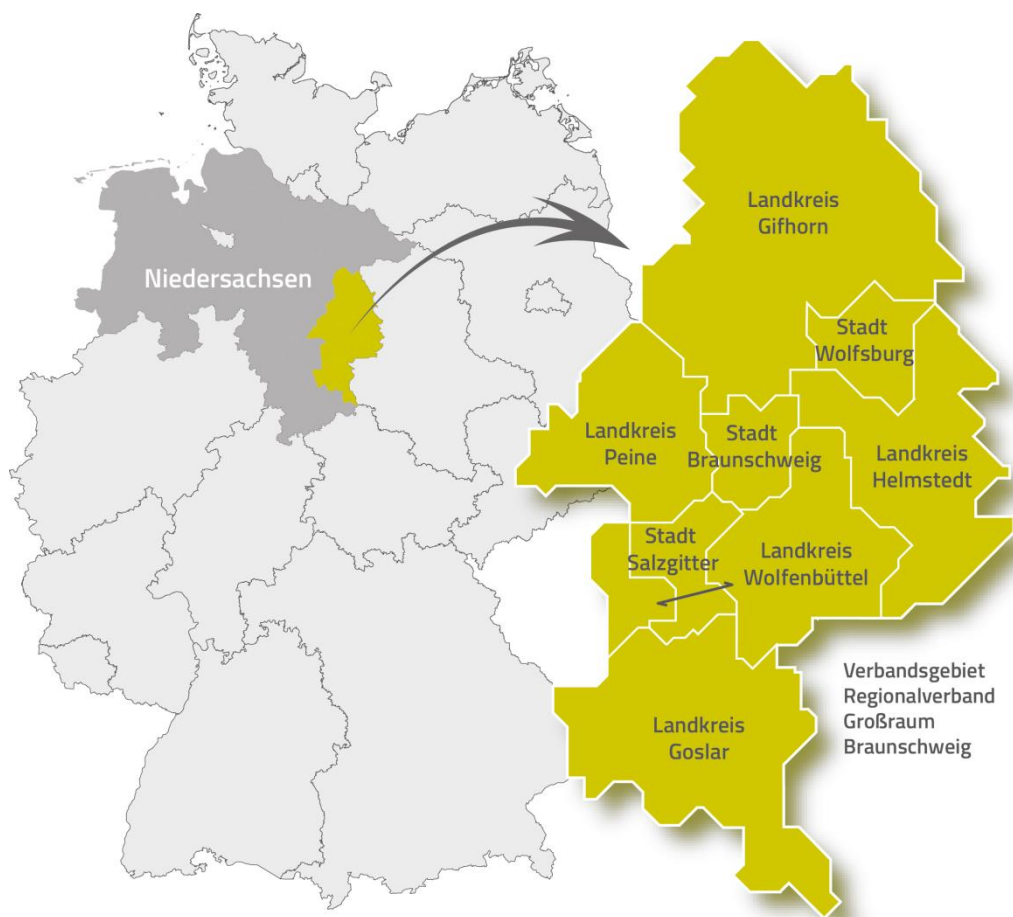 Niedersachsen
Landkreis
Gifhorn
Stadt
Wolfsburg
Landkreis
Peine
Stadt
Braunschweig
Landkreis
Helmstedt
Stadt
Salzgitter
Landkreis
Wolfenbüttel
Landkreis
Goslar
Verbandsgebiet
Regionalverband
Großraum
Braunschweig